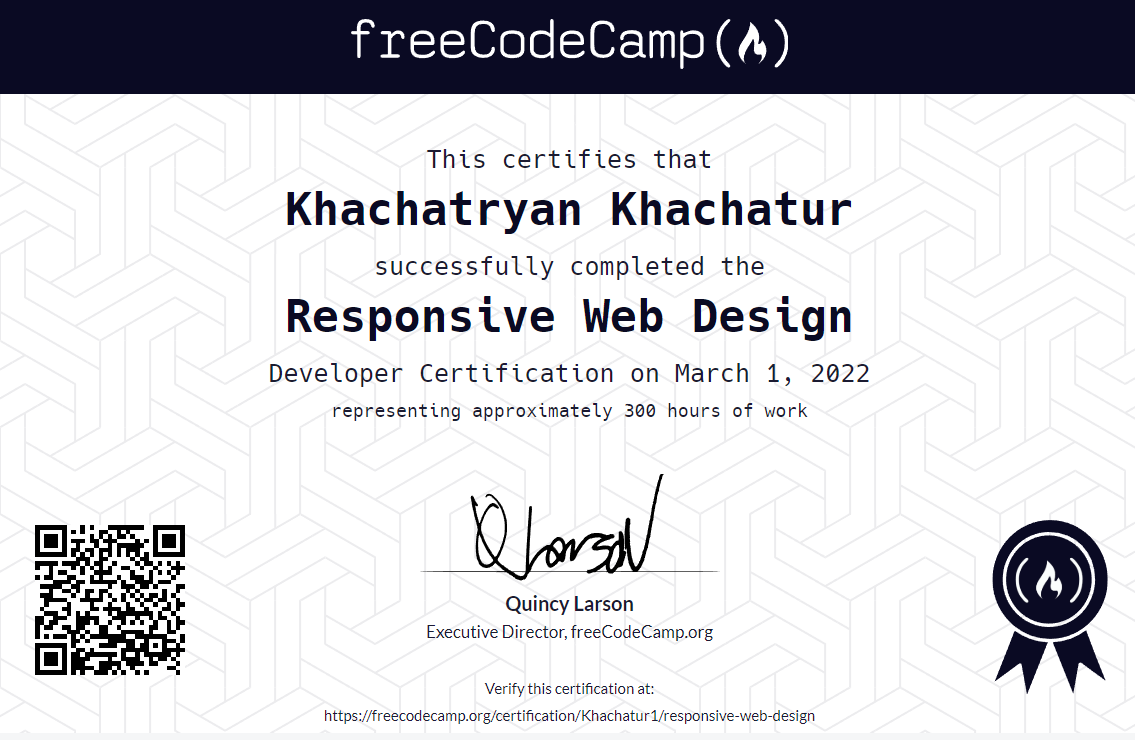 freeCodeCamp
This certifies that
Khachatryan Khachatur
successfully completed the
Responsive Web Design
Developer Certification on March 1, 2022
representing approximately 300 hours of work
Q Larson
Quincy Larson
Executive Director, freeCodeCamp.org
Verify this certification at:
https://freecodecamp.org/certification/Khachatur1/responsive-web-design